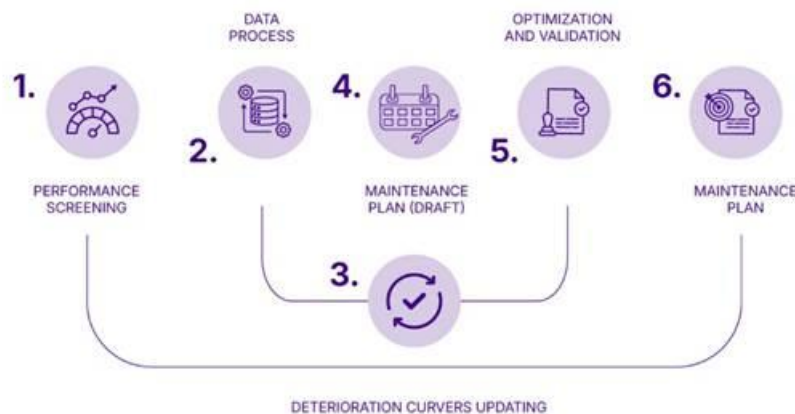 DATA
PROCESS
OPTIMIZATION
AND VALIDATION
1.
4.
6.
2.
5.
PERFORMANCE
SCREENING
MAINTENANCE
PLAN (DRAFT)
MAINTENANCE
PLAN
3.
DETERIORATION CURVERS UPDATING